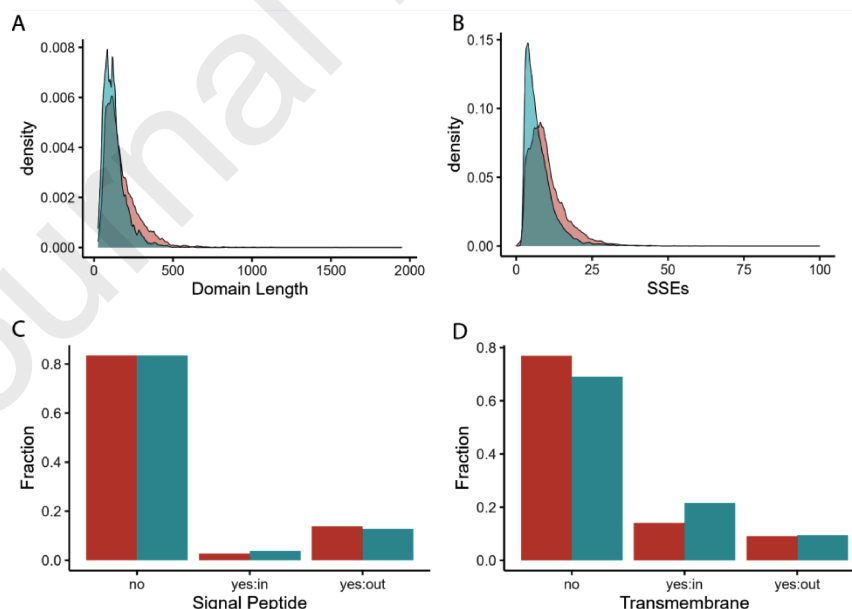 A
0.008
0.006
0.004
0.002
0.000
density
0
500
1000
1500
2000
Domain Length
B
0.15
0.10
0.05
0.00
density
0
25
50
75
100
SSEs
C
0.8
0.6
0.4
0.2
0.0
Fraction
no
yes:in
yes:out
Signal Peptide
D
0.8
0.6
0.4
0.2
0.0
Fraction
no
yes:in
yes:out
Transmembrane